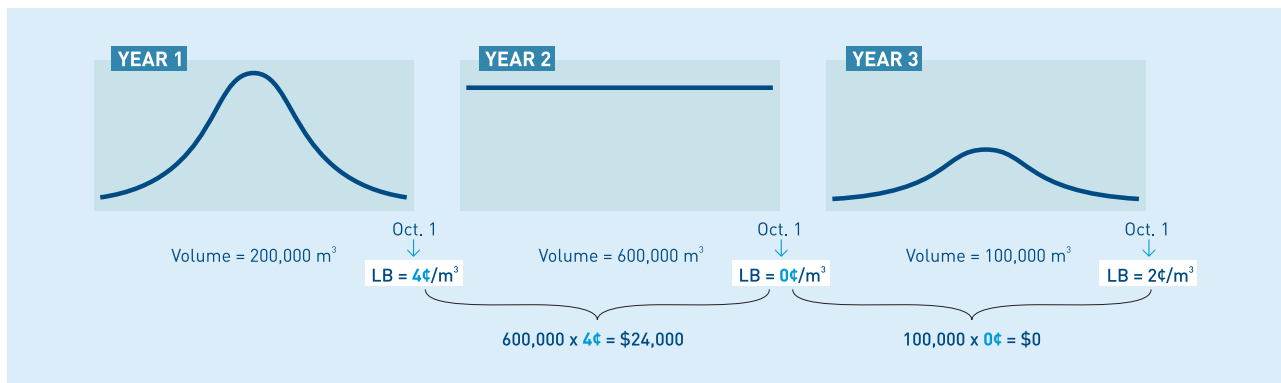 YEAR 1
YEAR 2
YEAR 3
Oct. 1
Oct. 1
Oct. 1
Volume = 200,000 m³
Volume = 600,000 m³
Volume = 100,000 m³
LB = 4¢/m³
LB = 0¢/m³
LB = 2¢/m³
600,000 x 4¢ = $24,000
100,000 x 0¢ = $0